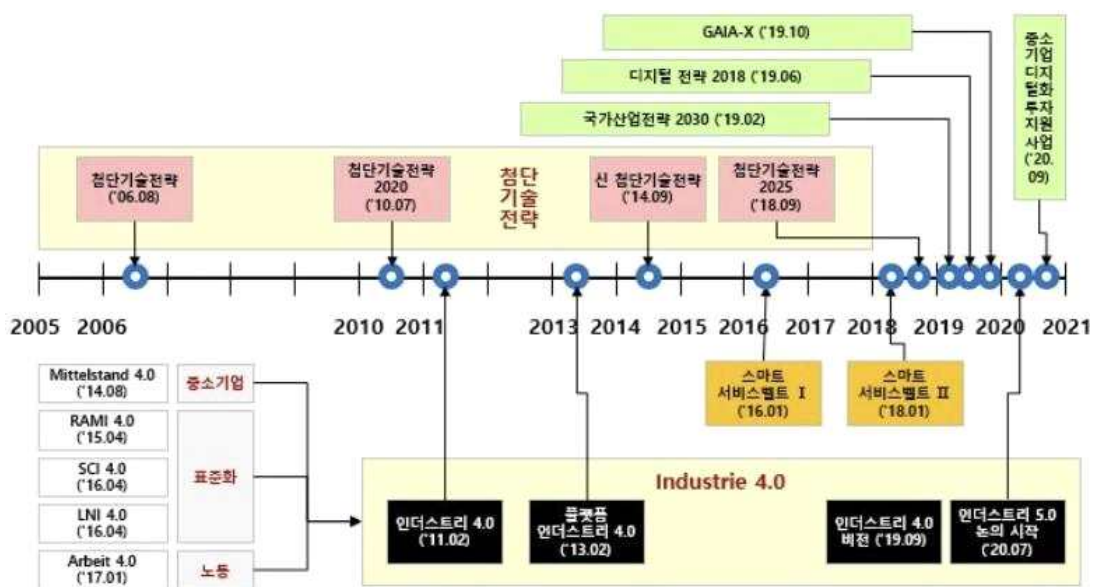 GAIA-X ('19.10)
디지털 전략 2018 ('19.06)
국가산업전략 2030 ('19.02)
중소
기업
디지
털화
투자
지원
사업
('20.
09)
첨단기술전략
('06.08)
첨단기술전략
2020
('10.07)
첨단
기술
전략
신 첨단기술전략
('14.09)
첨단기술전략
2025
('18.09)
2005 2006 2010 2011 2013 2014 2015 2016 2017 2018 2019 2020 2021
Mittelstand 4.0
('14.08)
중소기업
RAMI 4.0
('15.04)
SCI 4.0
('16.04)
표준화
LNI 4.0
('16.04)
Arbeit 4.0
('17.01)
노동
스마트
서비스벨트 Ⅰ
('16.01)
스마트
서비스벨트 Ⅱ
('18.01)
Industrie 4.0
인더스트리 4.0
('11.02)
플랫폼
인더스트리 4.0
('13.02)
인더스트리 4.0
비전 ('19.09)
인더스트리 5.0
논의 시작
('20.07)